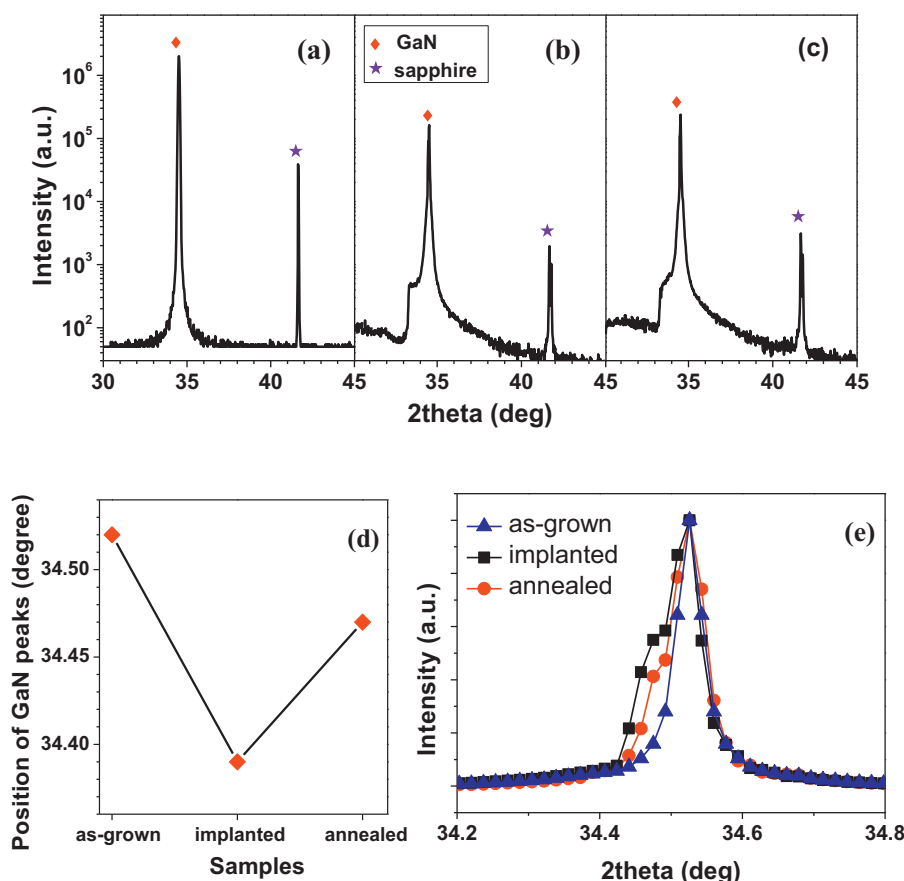 (a)
GaN
sapphire
(b)
(c)
Intensity (a.u.)
10^6
10^5
10^4
10^3
10^2
30 35 40 45 35 40 45 35 40 45
2theta (deg)
(d)
Position of GaN peaks (degree)
34.50
34.45
34.40
as-grown implanted annealed
Samples
(e)
as-grown
implanted
annealed
Intensity (a.u.)
34.2 34.4 34.6 34.8
2theta (deg)